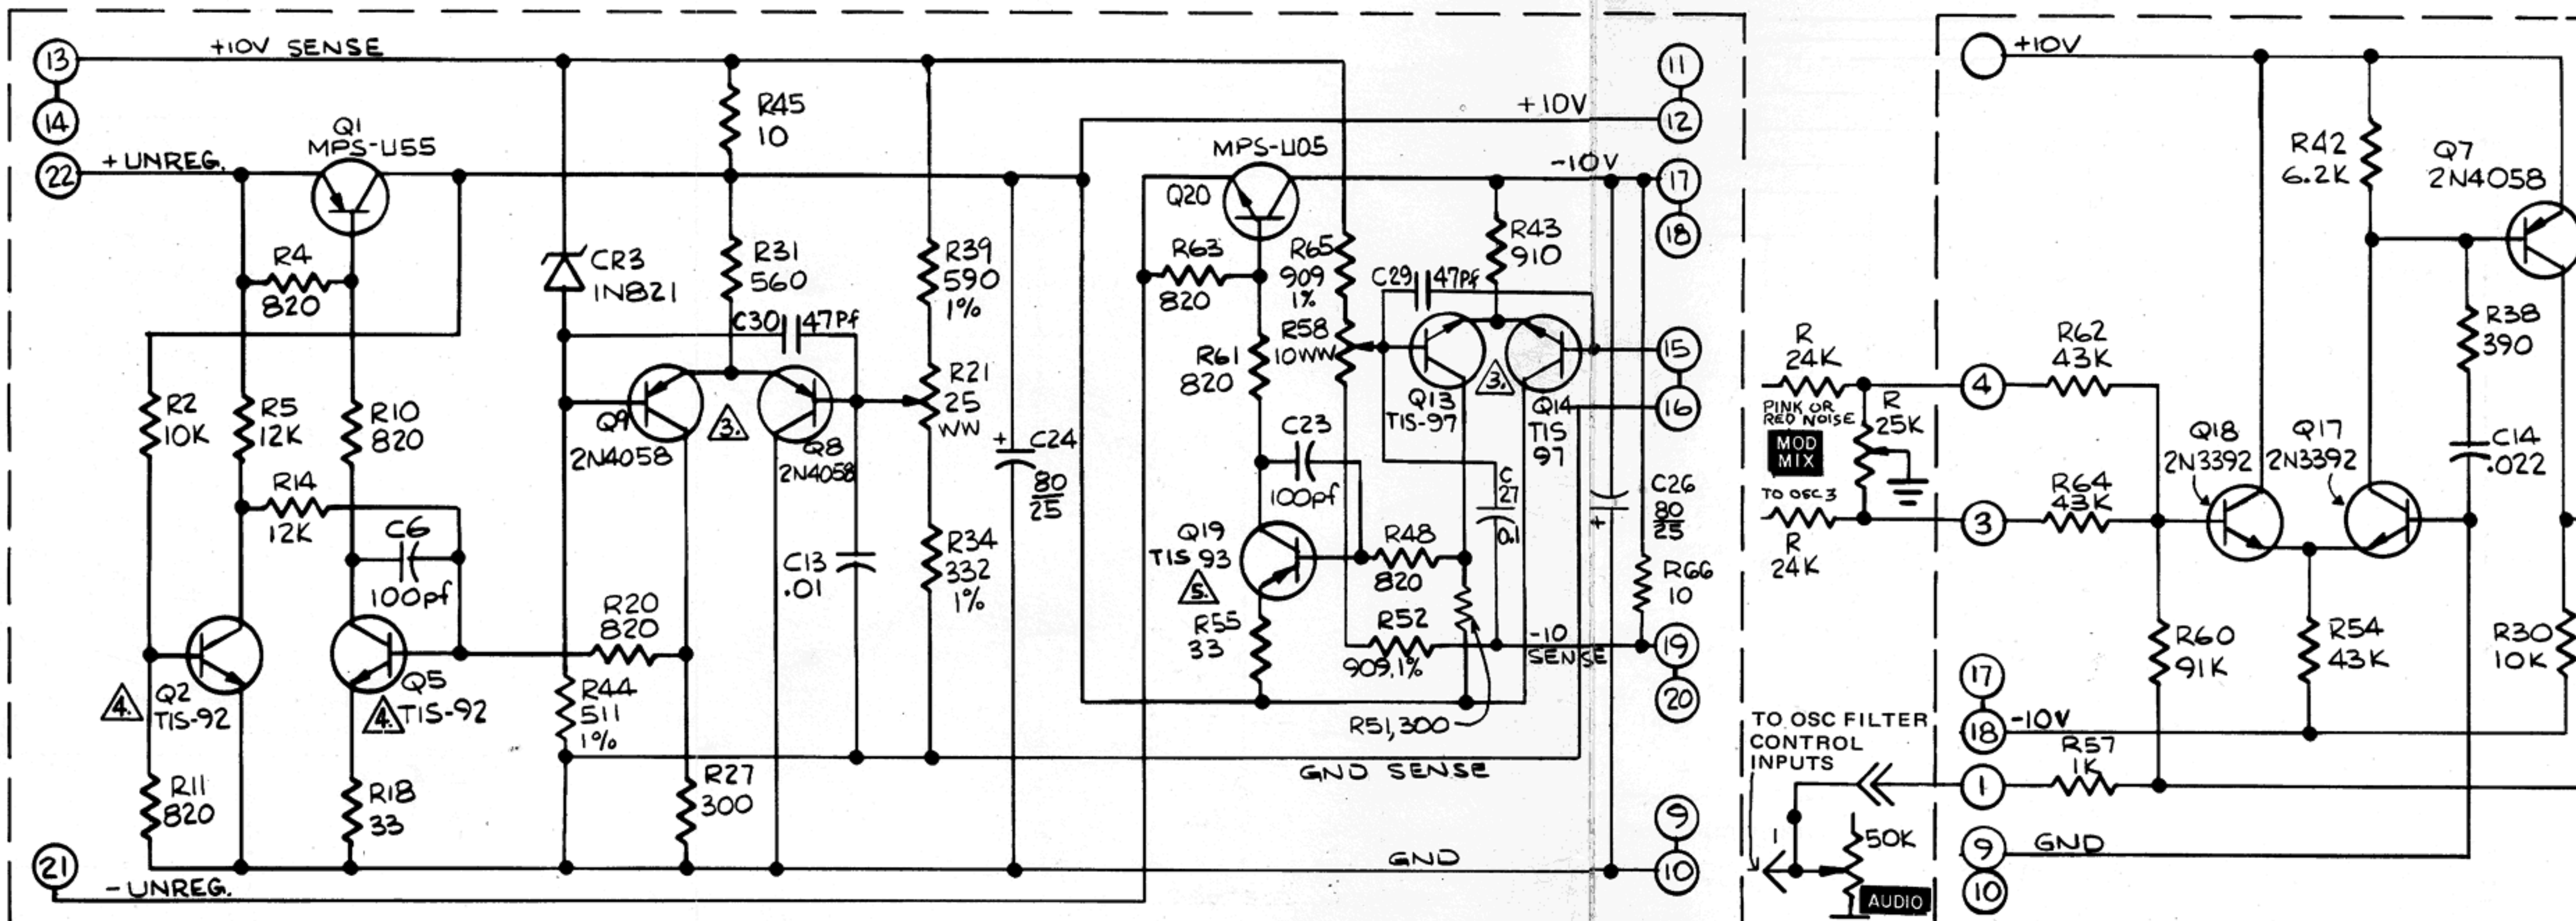 13
+10V SENSE
14
22
+ UNREG.
Q1
MPS-U55
R4
820
R2
10K
R5
12K
R10
820
R14
12K
C6
100pf
4.
Q2
TIS-92
Q5
4.
TIS-92
R11
820
R18
33
21
- UNREG.
CR3
1N821
R45
10
R31
560
C30
47Pf
Q9
2N4058
3.
Q8
2N4058
R20
820
R44
511
1%
R27
300
R39
590
1%
R21
25
WW
R34
332
1%
C13
.01
+
C24
80
25
MPS-U05
Q20
R63
820
R61
820
R65
909
1%
R58
10WW
C29
47Pf
R43
910
Q13
TIS-97
3.
Q14
TIS
97
C23
100pf
Q19
TIS 93
5.
R55
33
R48
820
C
27
0.1
R52
909,1%
R51,300
-10
SENSE
GND SENSE
GND
C26
80
25
+
R66
10
+10V
-10V
11
12
17
18
15
16
19
20
9
10
R
24K
PINK OR
RED NOISE
MOD
MIX
R
25K
TO OSC 3
R
24K
TO OSC FILTER
CONTROL
INPUTS
1
50K
AUDIO
+10V
4
R62
43K
3
R64
43K
Q18
2N3392
Q17
2N3392
R42
6.2K
Q7
2N4058
R38
390
C14
.022
R60
91K
R54
43K
R30
10K
17
18
-10V
1
R57
1K
9
GND
10